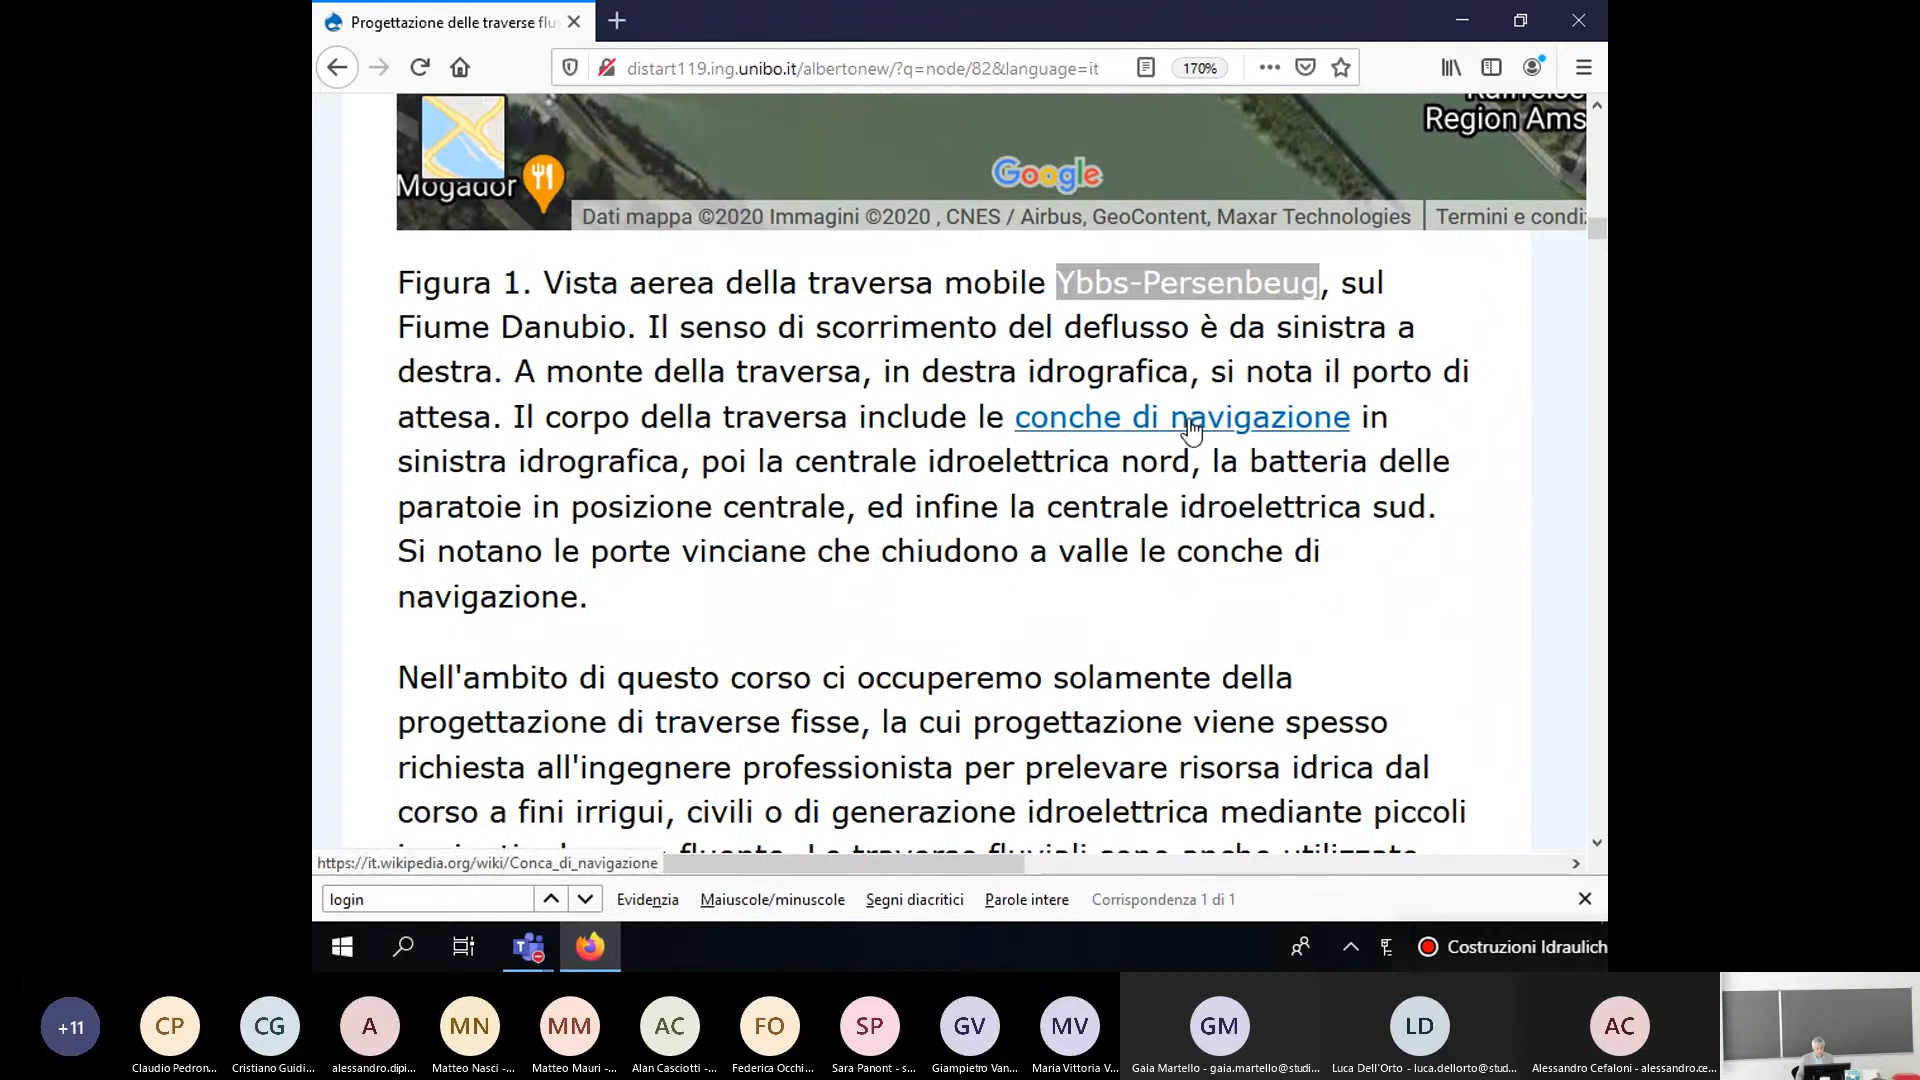 Progettazione delle traverse flu
distart119.ing.unibo.it/albertonew/?q=node/82&language=it
170%
Region Ams
Mogador
Google
Dati mappa ©2020 Immagini ©2020 , CNES / Airbus, GeoContent, Maxar Technologies
Termini e condiz
Figura 1. Vista aerea della traversa mobile Ybbs-Persenbeug, sul
Fiume Danubio. Il senso di scorrimento del deflusso è da sinistra a
destra. A monte della traversa, in destra idrografica, si nota il porto di
attesa. Il corpo della traversa include le conche di navigazione in
sinistra idrografica, poi la centrale idroelettrica nord, la batteria delle
paratoie in posizione centrale, ed infine la centrale idroelettrica sud.
Si notano le porte vinciane che chiudono a valle le conche di
navigazione.
Nell'ambito di questo corso ci occuperemo solamente della
progettazione di traverse fisse, la cui progettazione viene spesso
richiesta all'ingegnere professionista per prelevare risorsa idrica dal
corso a fini irrigui, civili o di generazione idroelettrica mediante piccoli
fluente. Le traverse fluviali sono anche utilizzate
https://it.wikipedia.org/wiki/Conca_di_navigazione
login
Evidenzia
Maiuscole/minuscole
Segni diacritici
Parole intere
Corrispondenza 1 di 1
Costruzioni Idraulich
+11
CP
CG
A
MN
MM
AC
FO
SP
GV
MV
GM
LD
AC
Claudio Pedron...
Cristiano Guidi...
alessandro.dipi...
Matteo Nasci -...
Matteo Mauri -...
Alan Casciotti -...
Federica Occhi...
Sara Panont - s...
Giampietro Van...
Maria Vittoria V...
Gaia Martello - gaia.martello@studi...
Luca Dell'Orto - luca.dellorto@stud...
Alessandro Cefaloni - alessandro.ce...